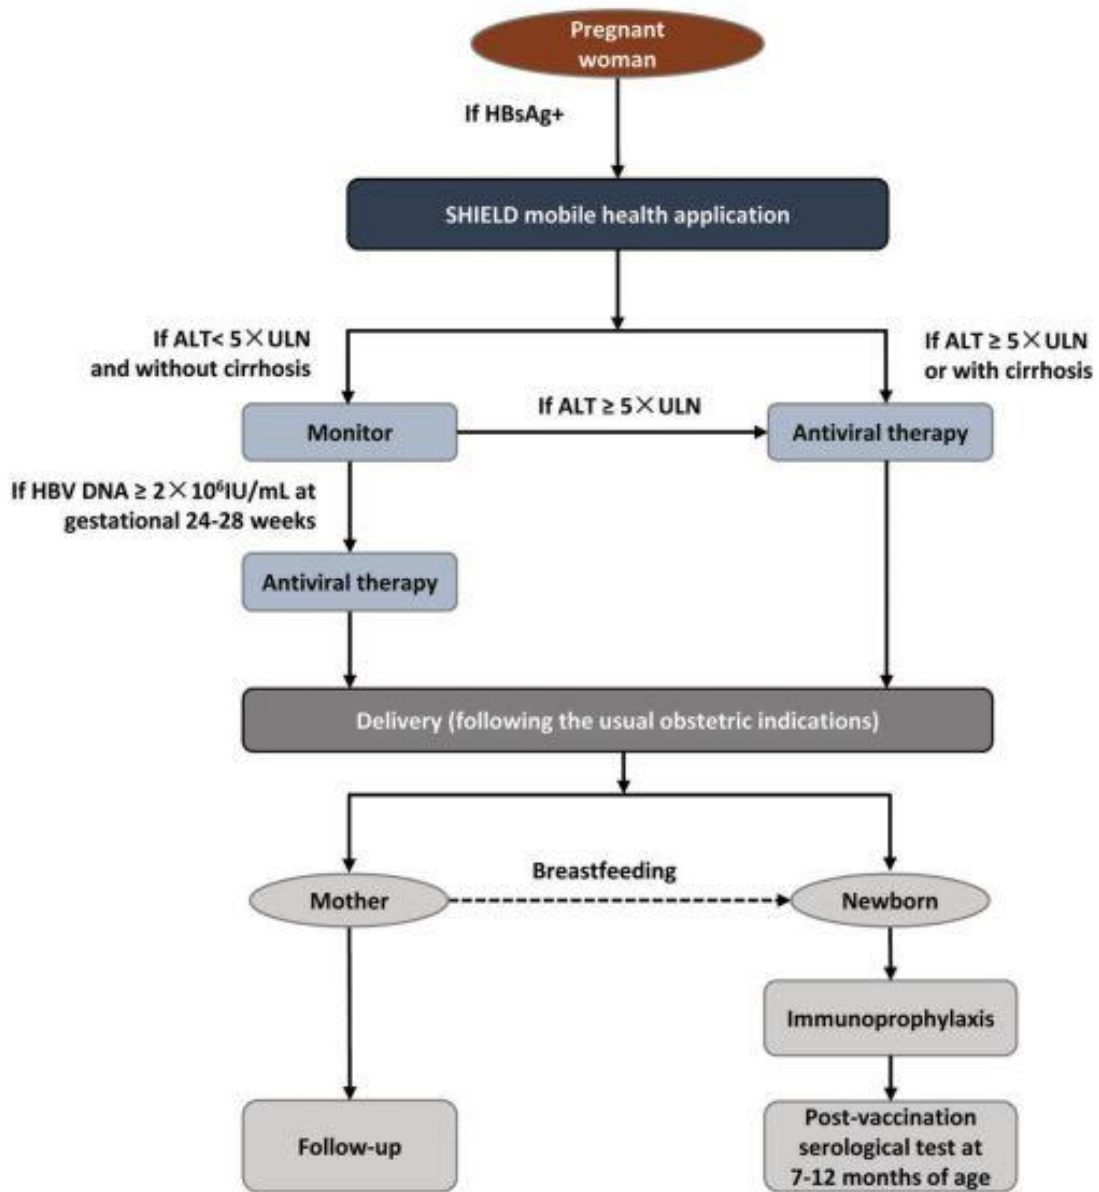 Pregnant
woman
If HBsAg+
SHIELD mobile health application
If ALT< 5×ULN
and without cirrhosis
If ALT ≥ 5×ULN
or with cirrhosis
Monitor
If ALT ≥ 5×ULN
Antiviral therapy
If HBV DNA ≥ 2×10⁶IU/mL at
gestational 24-28 weeks
Antiviral therapy
Delivery (following the usual obstetric indications)
Mother
Breastfeeding
Newborn
Immunoprophylaxis
Follow-up
Post-vaccination
serological test at
7-12 months of age